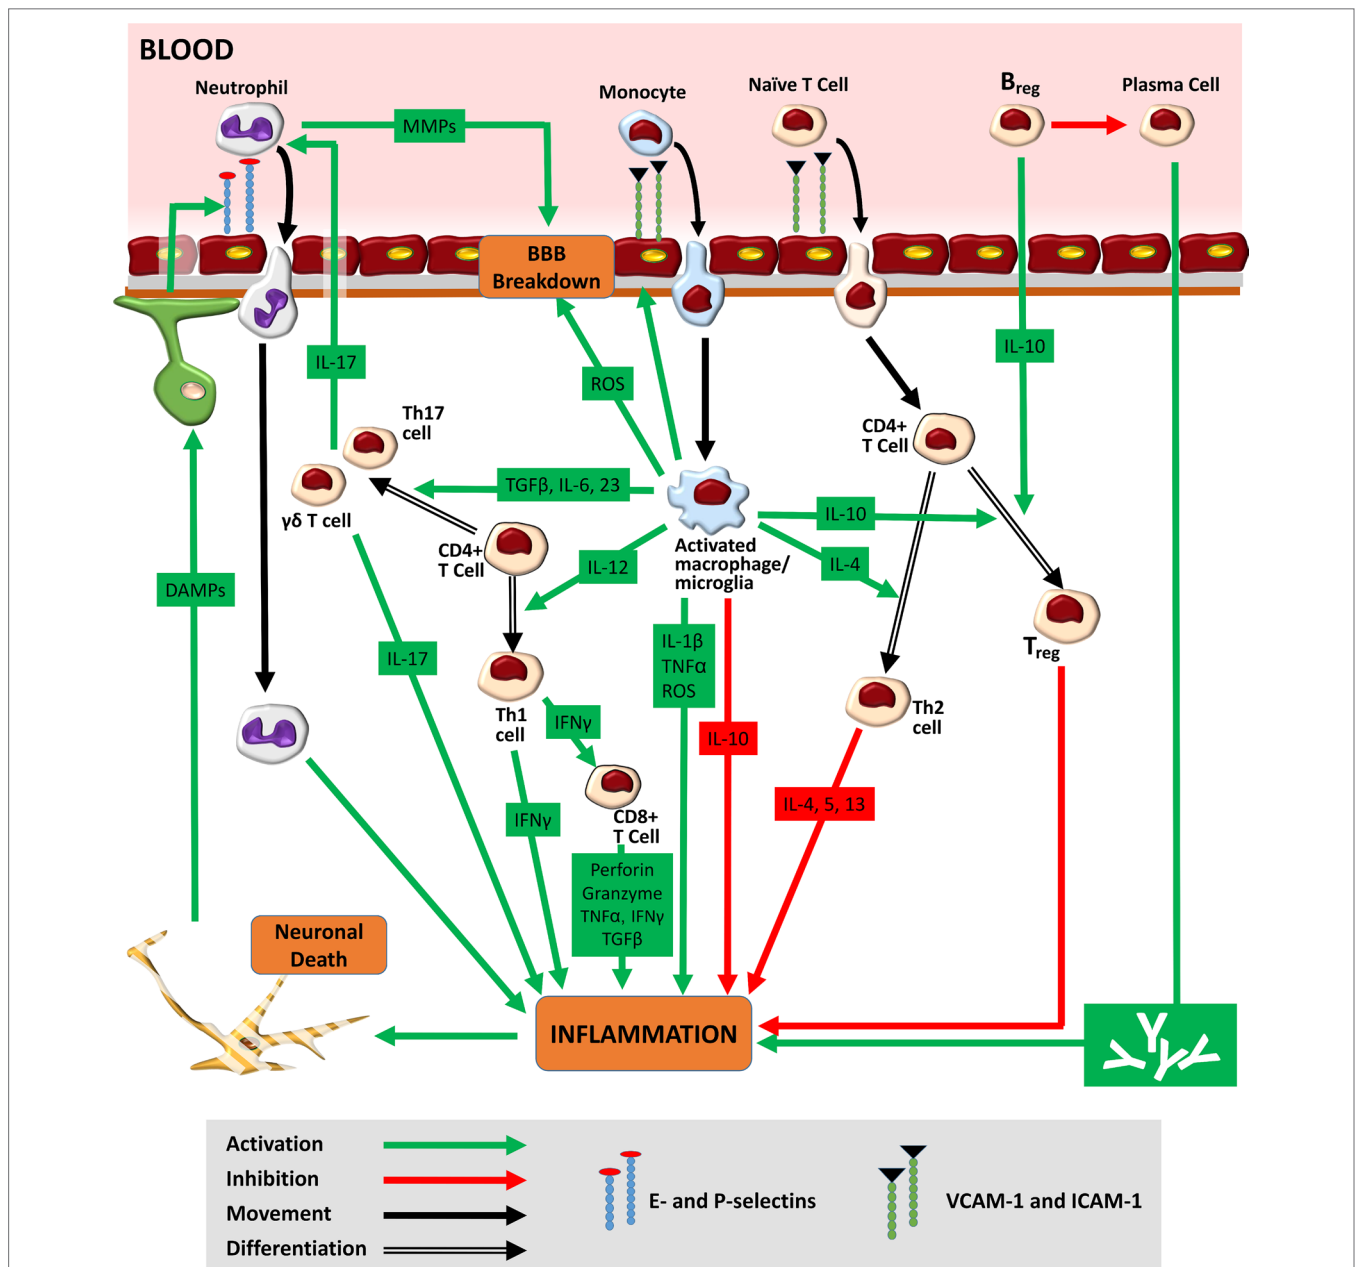 BLOOD
Neutrophil
Monocyte
Naïve T Cell
Breg
Plasma Cell
MMPs
BBB
Breakdown
IL-17
ROS
IL-10
Th17
cell
CD4+
T Cell
TGFβ, IL-6, 23
γδ T cell
CD4+
T Cell
IL-10
Activated
macrophage/
microglia
IL-12
IL-4
DAMPs
IL-1β
TNFα
ROS
Treg
IL-17
Th1
cell
IFNγ
IL-10
Th2
cell
IFNγ
CD8+
T Cell
IL-4, 5, 13
Perforin
Granzyme
TNFα, IFNγ
TGFβ
Neuronal
Death
INFLAMMATION
Activation
Inhibition
Movement
Differentiation
E- and P-selectins
VCAM-1 and ICAM-1